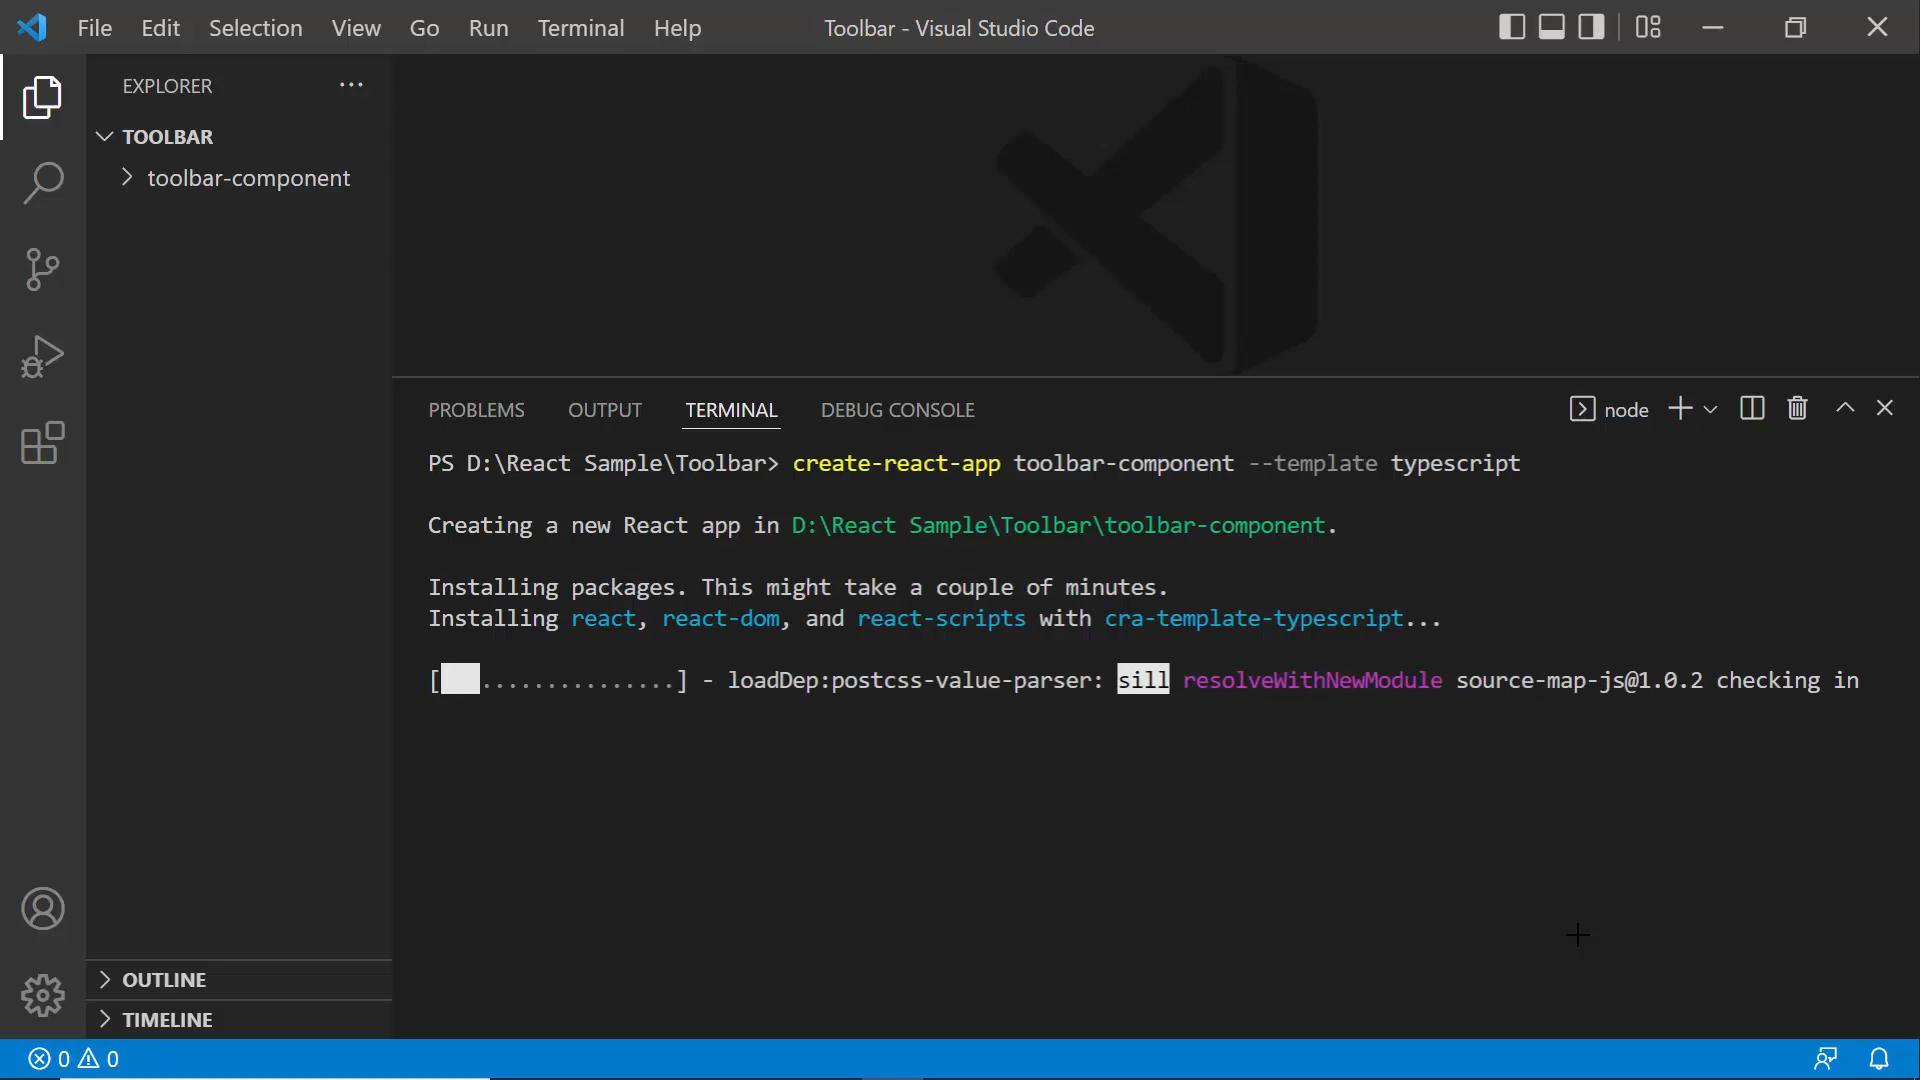 File Edit Selection View Go Run Terminal Help Toolbar - Visual Studio Code
EXPLORER ...
TOOLBAR
toolbar-component
PROBLEMS OUTPUT TERMINAL DEBUG CONSOLE node
PS D:\React Sample\Toolbar> create-react-app toolbar-component --template typescript
Creating a new React app in D:\React Sample\Toolbar\toolbar-component.
Installing packages. This might take a couple of minutes.
Installing react, react-dom, and react-scripts with cra-template-typescript...
[   ...............] - loadDep:postcss-value-parser: sill resolveWithNewModule source-map-js@1.0.2 checking in
OUTLINE
TIMELINE
0 0